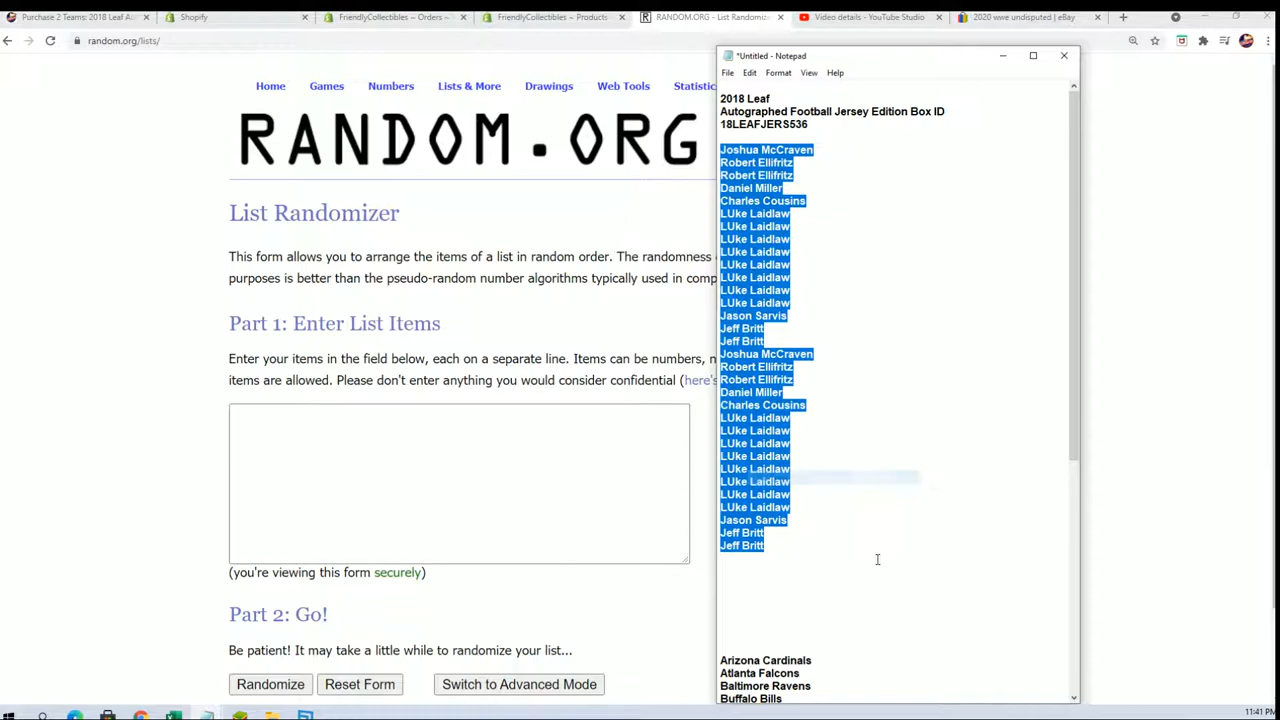 Purchase 2 Teams: 2018 Leaf Au
Shopify
FriendlyCollectibles ~ Orders ~
FriendlyCollectibles ~ Products
RANDOM.ORG - List Randomizer
Video details - YouTube Studio
2020 wwe undisputed | eBay
random.org/lists/
Home
Games
Numbers
Lists & More
Drawings
Web Tools
Statistic
RANDOM.ORG
List Randomizer
This form allows you to arrange the items of a list in random order. The randomness
purposes is better than the pseudo-random number algorithms typically used in comp
Part 1: Enter List Items
Enter your items in the field below, each on a separate line. Items can be numbers,
items are allowed. Please don't enter anything you would consider confidential (here's
(you're viewing this form securely)
Part 2: Go!
Be patient! It may take a little while to randomize your list...
Randomize
Reset Form
Switch to Advanced Mode
*Untitled - Notepad
File
Edit
Format
View
Help
2018 Leaf
Autographed Football Jersey Edition Box ID
18LEAFJERS536
Joshua McCraven
Robert Ellifritz
Robert Ellifritz
Daniel Miller
Charles Cousins
LUke Laidlaw
LUke Laidlaw
LUke Laidlaw
LUke Laidlaw
LUke Laidlaw
LUke Laidlaw
LUke Laidlaw
LUke Laidlaw
Jason Sarvis
Jeff Britt
Jeff Britt
Joshua McCraven
Robert Ellifritz
Robert Ellifritz
Daniel Miller
Charles Cousins
LUke Laidlaw
LUke Laidlaw
LUke Laidlaw
LUke Laidlaw
LUke Laidlaw
LUke Laidlaw
LUke Laidlaw
LUke Laidlaw
Jason Sarvis
Jeff Britt
Jeff Britt
Arizona Cardinals
Atlanta Falcons
Baltimore Ravens
Buffalo Bills
11:41 PM